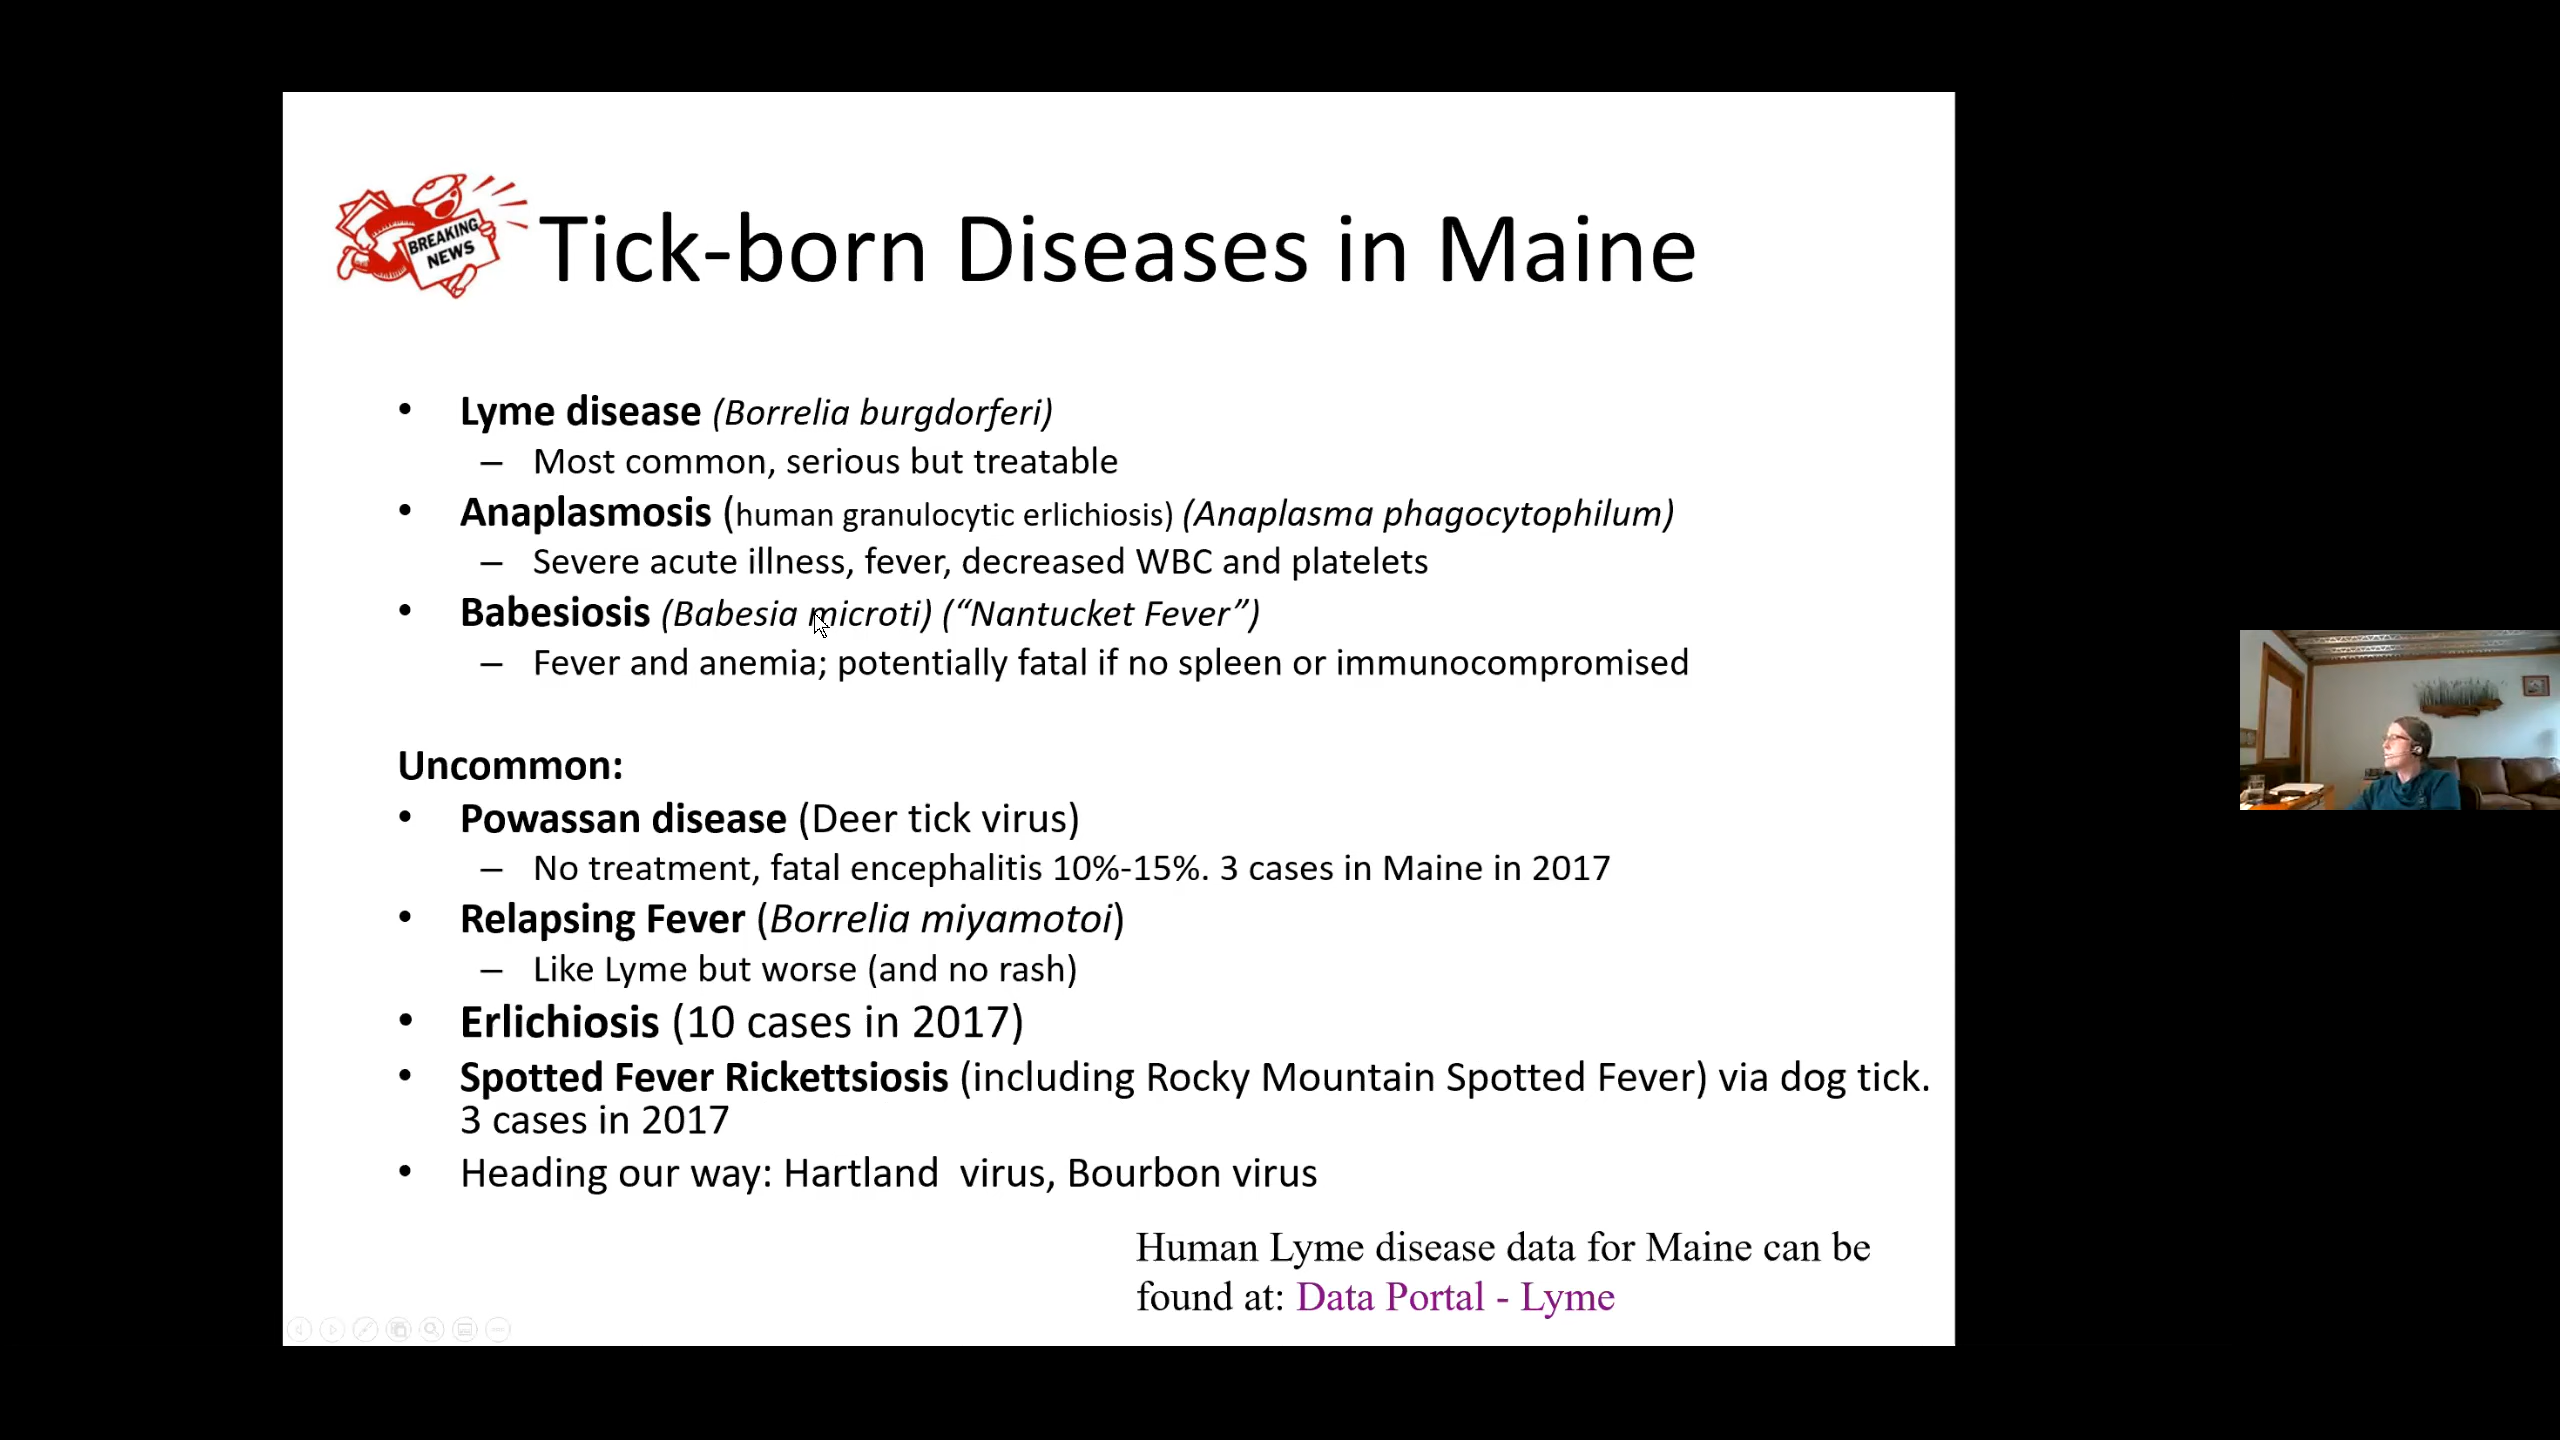 BREAKING
NEWS
Tick-born Diseases in Maine
• Lyme disease (Borrelia burgdorferi)
– Most common, serious but treatable
• Anaplasmosis (human granulocytic erlichiosis) (Anaplasma phagocytophilum)
– Severe acute illness, fever, decreased WBC and platelets
• Babesiosis (Babesia microti) (“Nantucket Fever”)
– Fever and anemia; potentially fatal if no spleen or immunocompromised
Uncommon:
• Powassan disease (Deer tick virus)
– No treatment, fatal encephalitis 10%-15%. 3 cases in Maine in 2017
• Relapsing Fever (Borrelia miyamotoi)
– Like Lyme but worse (and no rash)
• Erlichiosis (10 cases in 2017)
• Spotted Fever Rickettsiosis (including Rocky Mountain Spotted Fever) via dog tick.
3 cases in 2017
• Heading our way: Hartland  virus, Bourbon virus
Human Lyme disease data for Maine can be
found at: Data Portal - Lyme